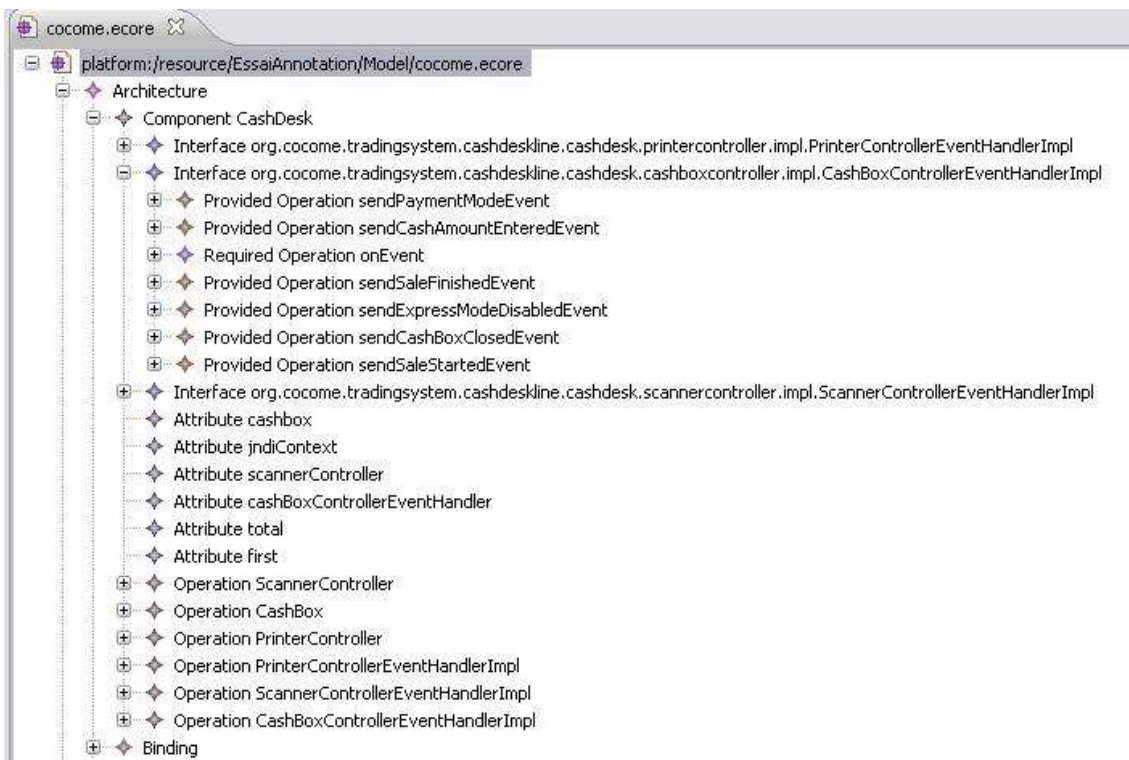 cocome.ecore
platform:/resource/EssaiAnnotation/Model/cocome.ecore
Architecture
Component CashDesk
Interface org.cocome.tradingsystem.cashdeskline.cashdesk.printercontroller.impl.PrinterControllerEventHandlerImpl
Interface org.cocome.tradingsystem.cashdeskline.cashdesk.cashboxcontroller.impl.CashBoxControllerEventHandlerImpl
Provided Operation sendPaymentModeEvent
Provided Operation sendCashAmountEnteredEvent
Required Operation onEvent
Provided Operation sendSaleFinishedEvent
Provided Operation sendExpressModeDisabledEvent
Provided Operation sendCashBoxClosedEvent
Provided Operation sendSaleStartedEvent
Interface org.cocome.tradingsystem.cashdeskline.cashdesk.scannercontroller.impl.ScannerControllerEventHandlerImpl
Attribute cashbox
Attribute jndiContext
Attribute scannerController
Attribute cashBoxControllerEventHandler
Attribute total
Attribute first
Operation ScannerController
Operation CashBox
Operation PrinterController
Operation PrinterControllerEventHandlerImpl
Operation ScannerControllerEventHandlerImpl
Operation CashBoxControllerEventHandlerImpl
Binding